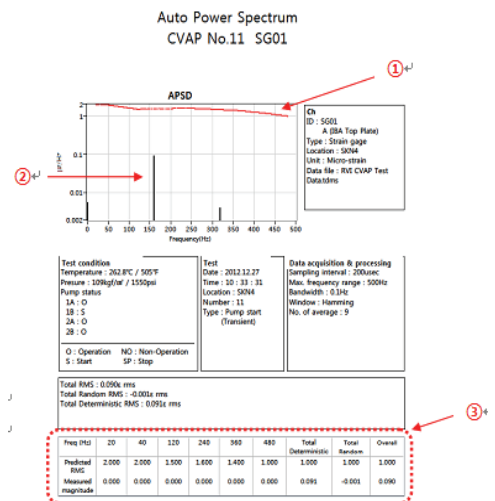 Auto Power Spectrum
CVAP No.11 SG01
①
APSD
2
1
0.1
0.01
0.002
0 50 100 150 200 250 300 350 400 450 500
Frequency(Hz)
②
Ch
ID : SG01
A (IBA Top Plate)
Type : Strain gage
Location : SKN4
Unit : Micro-strain
Data file : RVI CVAP Test
Data.tdms
Test condition
Temperature : 262.8℃ / 505℉
Presure : 109kgf/㎠ / 1550psi
Pump status
1A : O
1B : S
2A : O
2B : O
O : Operation NO : Non-Operation
S : Start SP : Stop
Test
Date : 2012.12.27
Time : 10 : 33 : 31
Location : SKN4
Number : 11
Type : Pump start
(Transient)
Data acquisition & processing
Sampling interval : 200usec
Max. frequency range : 500Hz
Bandwidth : 0.1Hz
Window : Hamming
No. of average : 9
Total RMS : 0.090ε rms
Total Random RMS : -0.001ε rms
Total Deterministic RMS : 0.091ε rms
③
Freq (Hz) 20 40 120 240 360 480 Total Deterministic Total Random Overall
Predicted RMS 2.000 2.000 1.500 1.600 1.400 1.000 1.000 1.000 1.000
Measured magnitude 0.000 0.000 0.000 0.000 0.000 0.000 0.091 -0.001 0.090